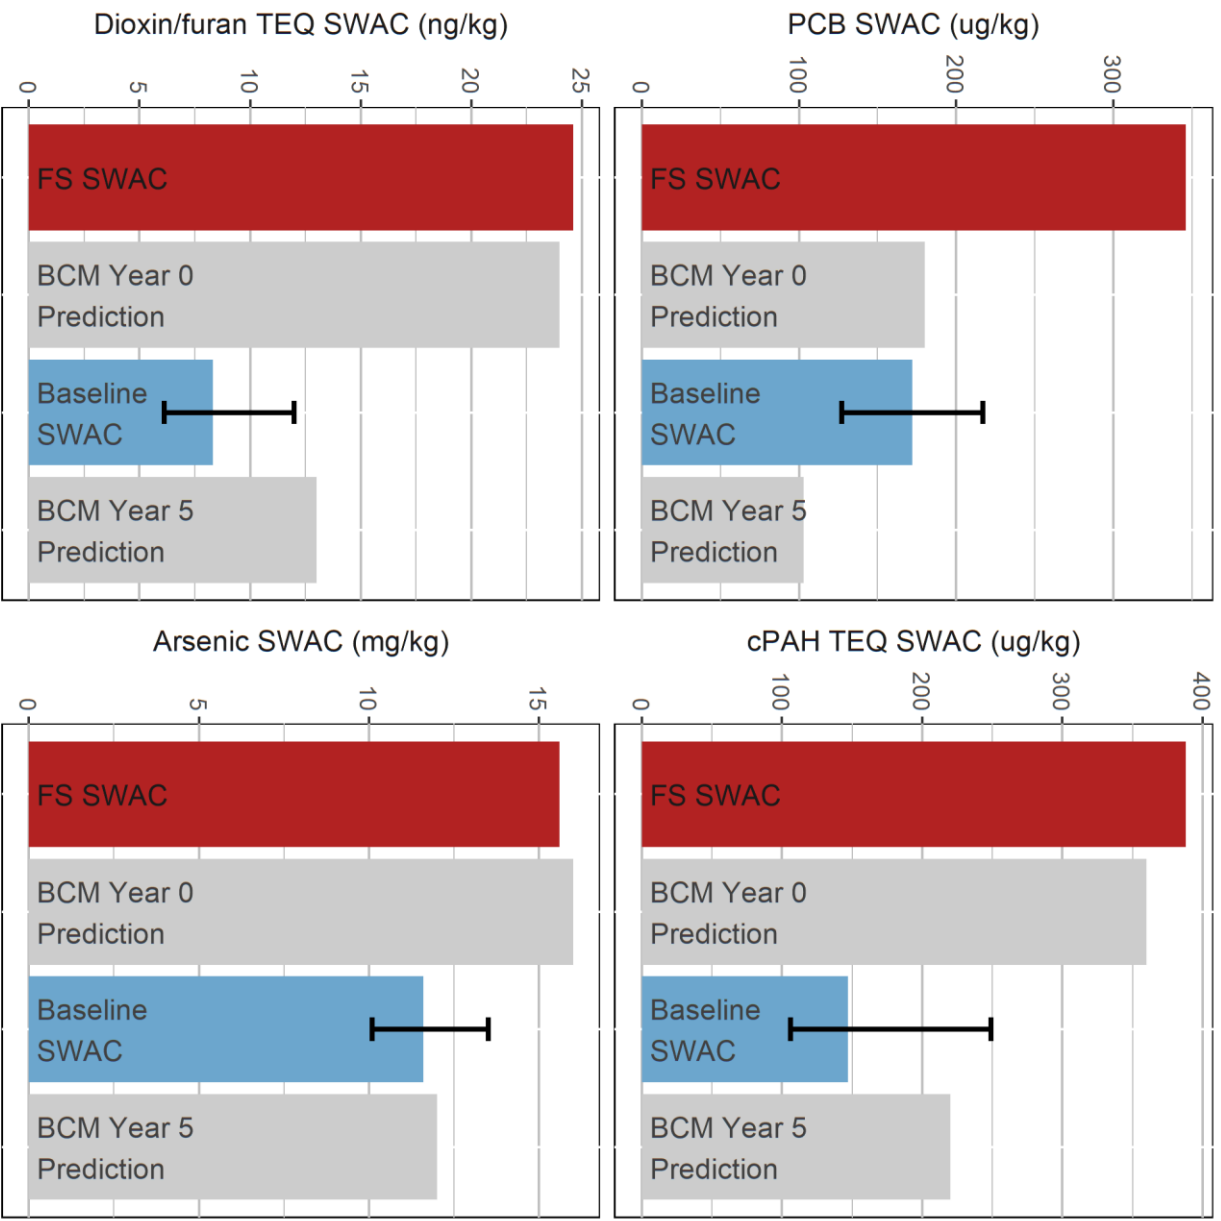 Dioxin/furan TEQ SWAC (ng/kg)
0 5 10 15 20 25
FS SWAC
BCM Year 0
Prediction
Baseline
SWAC
BCM Year 5
Prediction
PCB SWAC (ug/kg)
0 100 200 300
FS SWAC
BCM Year 0
Prediction
Baseline
SWAC
BCM Year 5
Prediction
Arsenic SWAC (mg/kg)
0 5 10 15
FS SWAC
BCM Year 0
Prediction
Baseline
SWAC
BCM Year 5
Prediction
cPAH TEQ SWAC (ug/kg)
0 100 200 300 400
FS SWAC
BCM Year 0
Prediction
Baseline
SWAC
BCM Year 5
Prediction